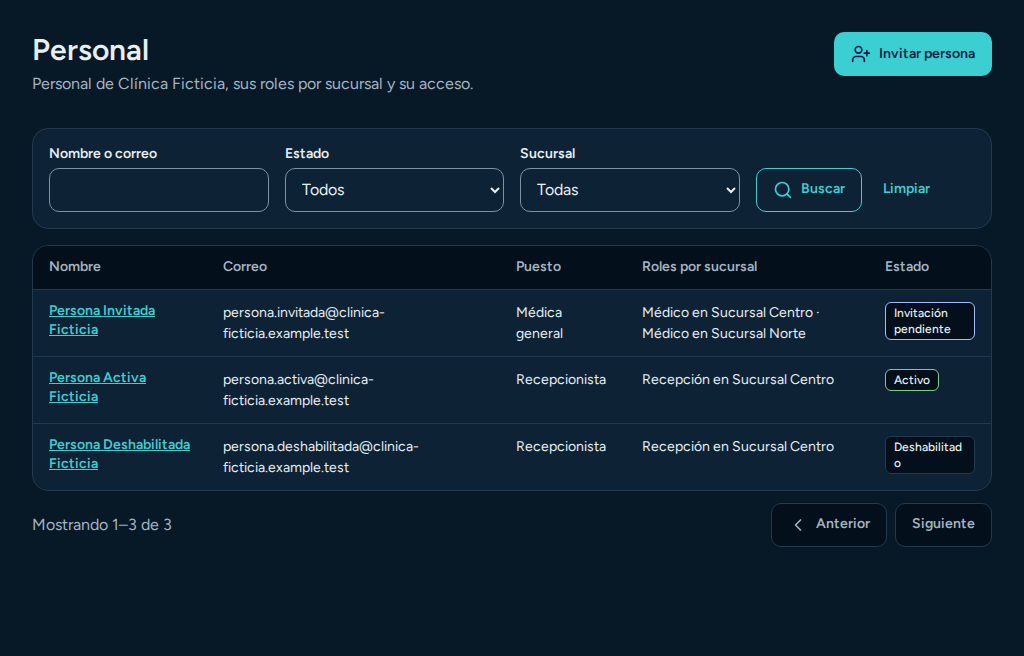 Personal
Invitar persona
Personal de Clínica Ficticia, sus roles por sucursal y su acceso.
Nombre o correo
Estado
Sucursal
Todos
Todas
Buscar
Limpiar
Nombre
Correo
Puesto
Roles por sucursal
Estado
Persona Invitada
Ficticia
persona.invitada@clinica-
ficticia.example.test
Médica
general
Médico en Sucursal Centro ·
Médico en Sucursal Norte
Invitación
pendiente
Persona Activa
Ficticia
persona.activa@clinica-
ficticia.example.test
Recepcionista
Recepción en Sucursal Centro
Activo
Persona Deshabilitada
Ficticia
persona.deshabilitada@clinica-
ficticia.example.test
Recepcionista
Recepción en Sucursal Centro
Deshabilitad
o
Mostrando 1–3 de 3
Anterior
Siguiente